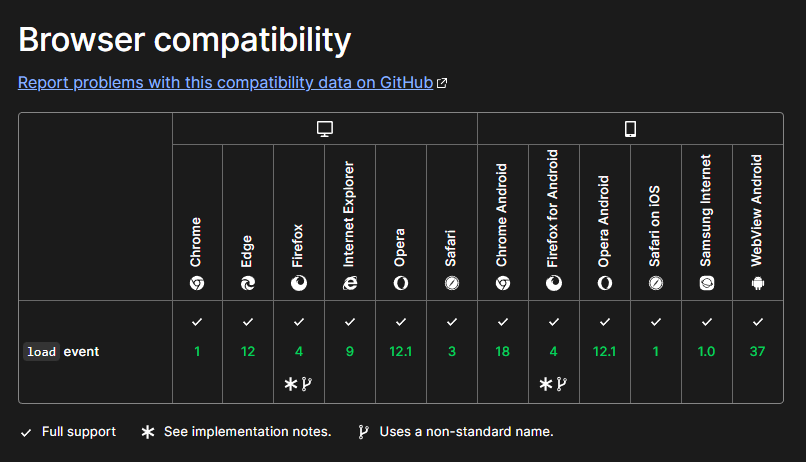 Browser compatibility
Report problems with this compatibility data on GitHub
Chrome
Edge
Firefox
Internet Explorer
Opera
Safari
Chrome Android
Firefox for Android
Opera Android
Safari on iOS
Samsung Internet
WebView Android
load event
1
12
4
9
12.1
3
18
4
12.1
1
1.0
37
Full support
See implementation notes.
Uses a non-standard name.